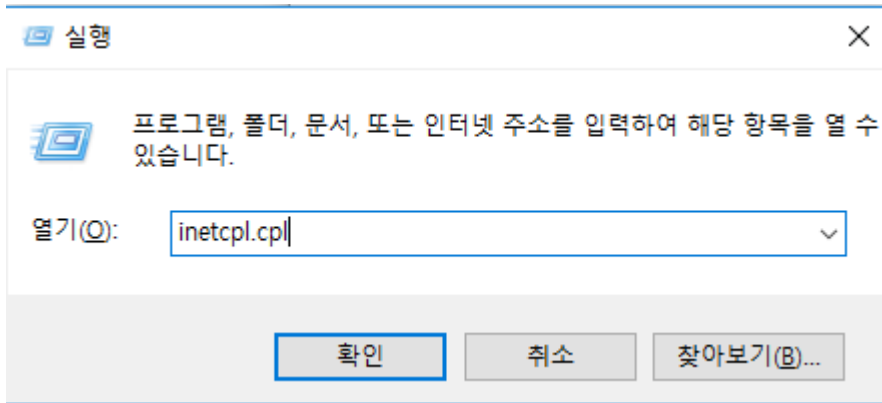 실행
프로그램, 폴더, 문서, 또는 인터넷 주소를 입력하여 해당 항목을 열 수
있습니다.
열기(O): inetcpl.cpl
확인 취소 찾아보기(B)...